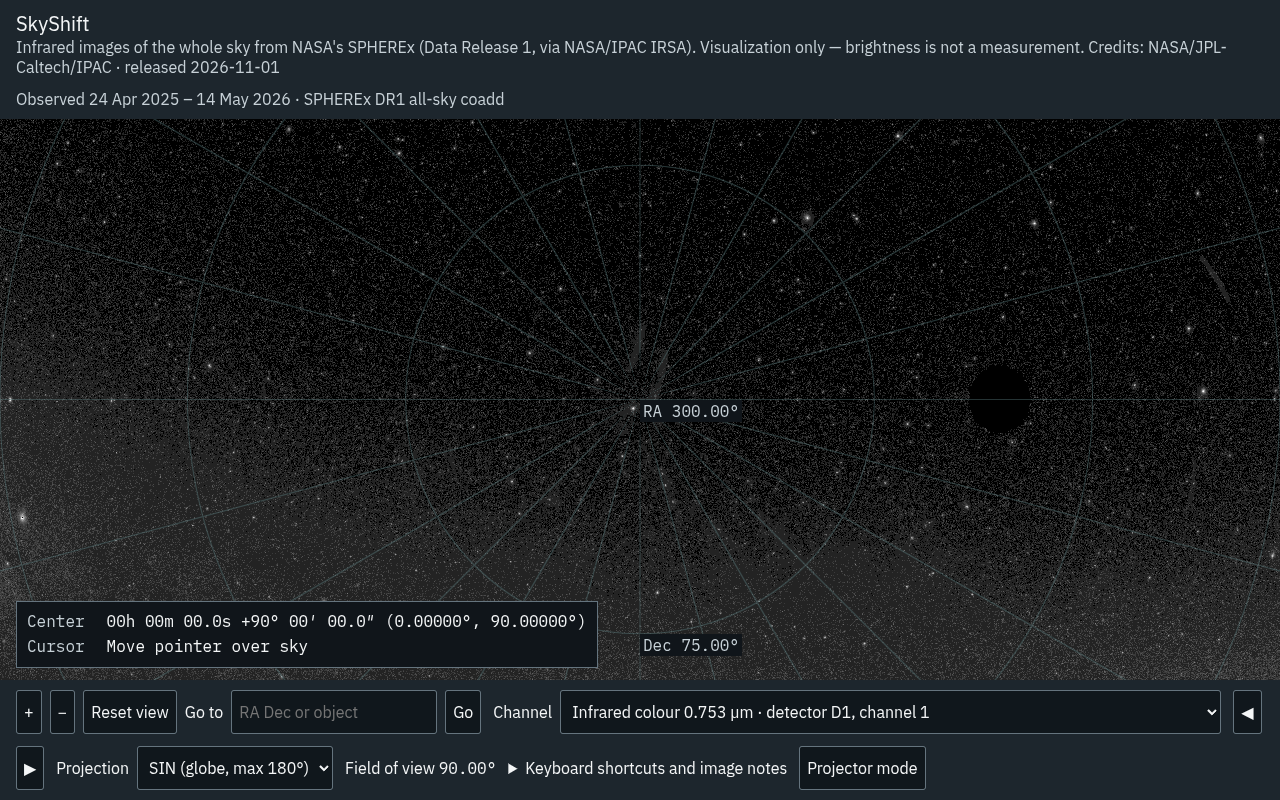 SkyShift
Infrared images of the whole sky from NASA's SPHEREx (Data Release 1, via NASA/IPAC IRSA). Visualization only — brightness is not a measurement. Credits: NASA/JPL-
Caltech/IPAC · released 2026-11-01
Observed 24 Apr 2025 – 14 May 2026 · SPHEREx DR1 all-sky coadd
RA 300.00°
Dec 75.00°
Center 00h 00m 00.0s +90° 00′ 00.0″ (0.00000°, 90.00000°)
Cursor Move pointer over sky
+ − Reset view Go to RA Dec or object Go Channel Infrared colour 0.753 µm · detector D1, channel 1 ◀
▶ Projection SIN (globe, max 180°) Field of view 90.00° ▶ Keyboard shortcuts and image notes Projector mode